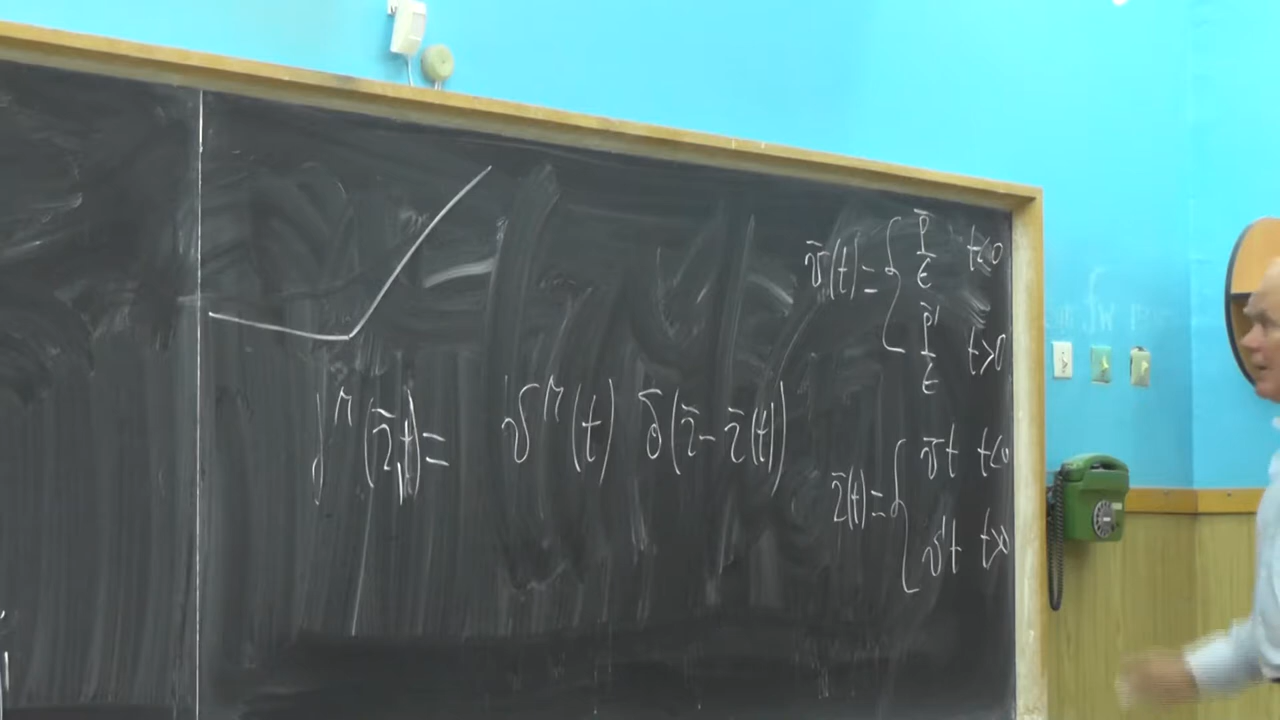 j^μ(r̄,t) = v^μ(t) δ(r̄ - r̄(t))
v̄(t) = { p̄/ε t<0
p̄'/ε t>0
r̄(t) = { v̄t t<0
v̄'t t>0